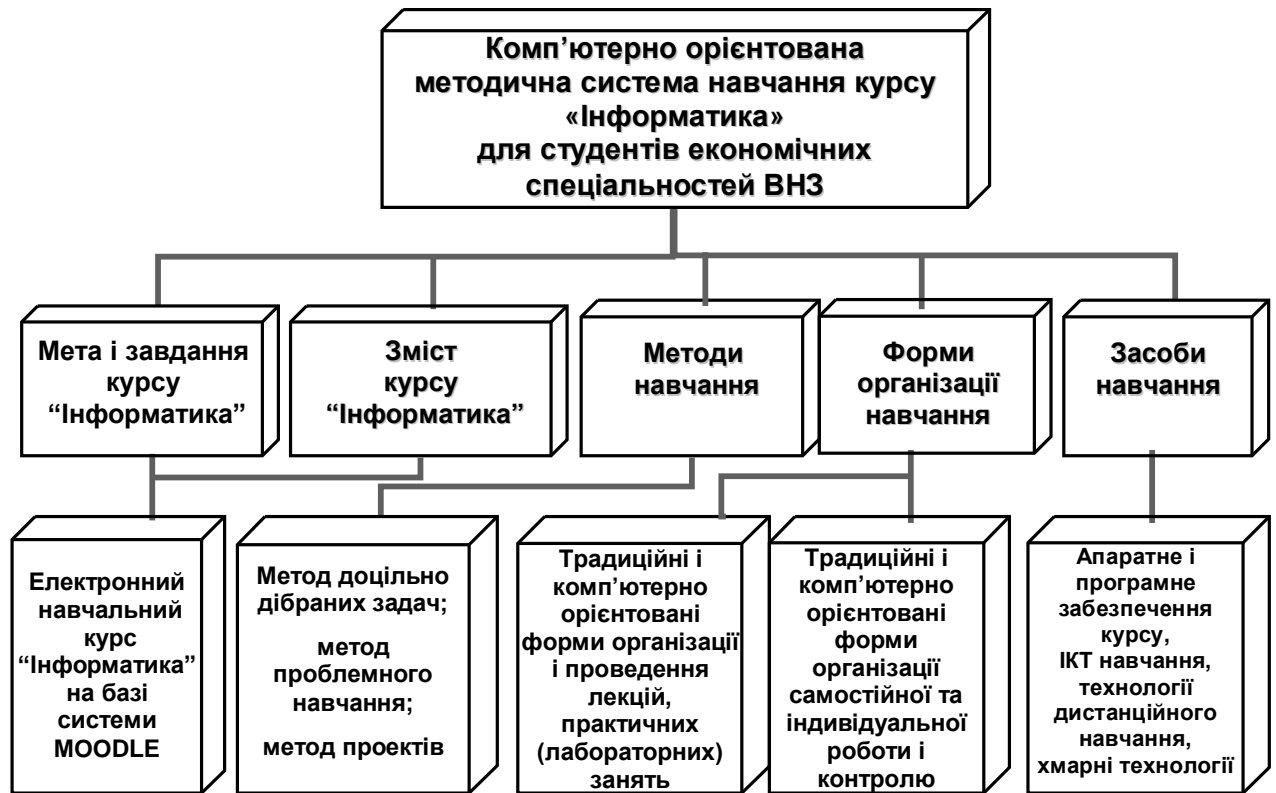 Комп’ютерно орієнтована
методична система навчання курсу
«Інформатика»
для студентів економічних
спеціальностей ВНЗ
Мета і завдання
курсу
“Інформатика”
Зміст
курсу
“Інформатика”
Методи
навчання
Форми
організації
навчання
Засоби
навчання
Електронний
навчальний
курс
“Інформатика”
на базі
системи
MOODLE
Метод доцільно
дібраних задач;
метод
проблемного
навчання;
метод проектів
Традиційні і
комп’ютерно
орієнтовані
форми організації
і проведення
лекцій,
практичних
(лабораторних)
занять
Традиційні і
комп’ютерно
орієнтовані
форми
організації
самостійної та
індивідуальної
роботи і
контролю
Апаратне і
програмне
забезпечення
курсу,
ІКТ навчання,
технології
дистанційного
навчання,
хмарні технології